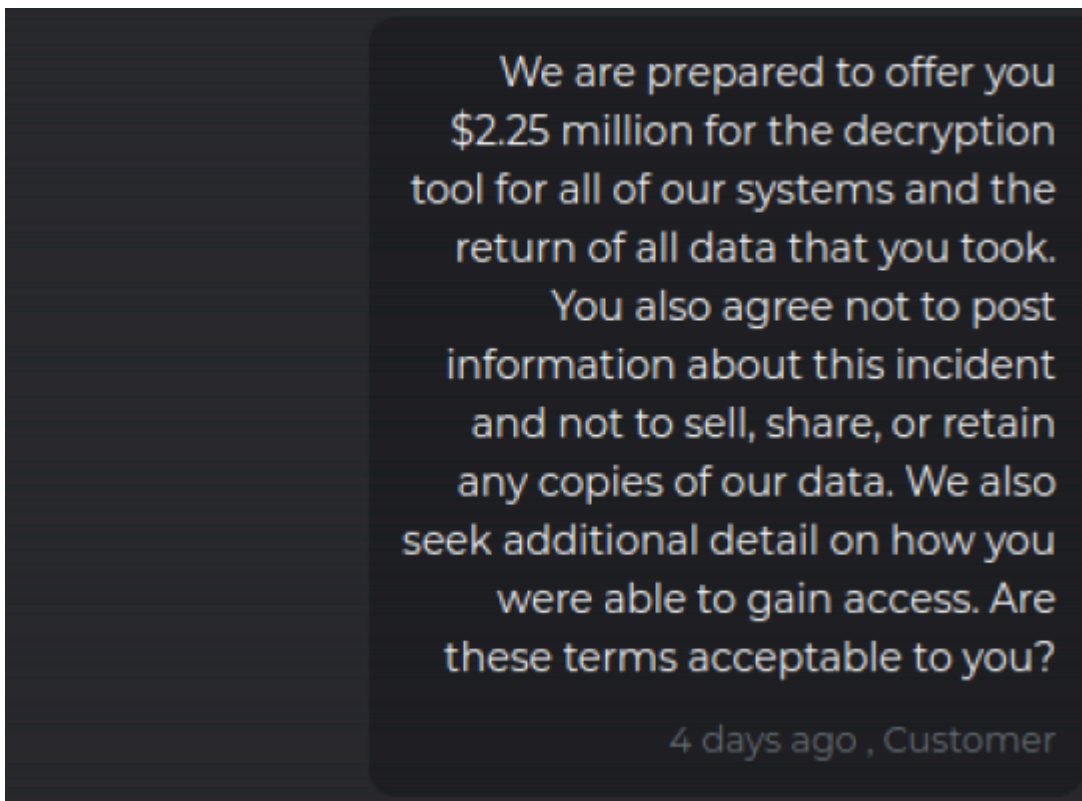 We are prepared to offer you
$2.25 million for the decryption
tool for all of our systems and the
return of all data that you took.
You also agree not to post
information about this incident
and not to sell, share, or retain
any copies of our data. We also
seek additional detail on how you
were able to gain access. Are
these terms acceptable to you?
4 days ago , Customer